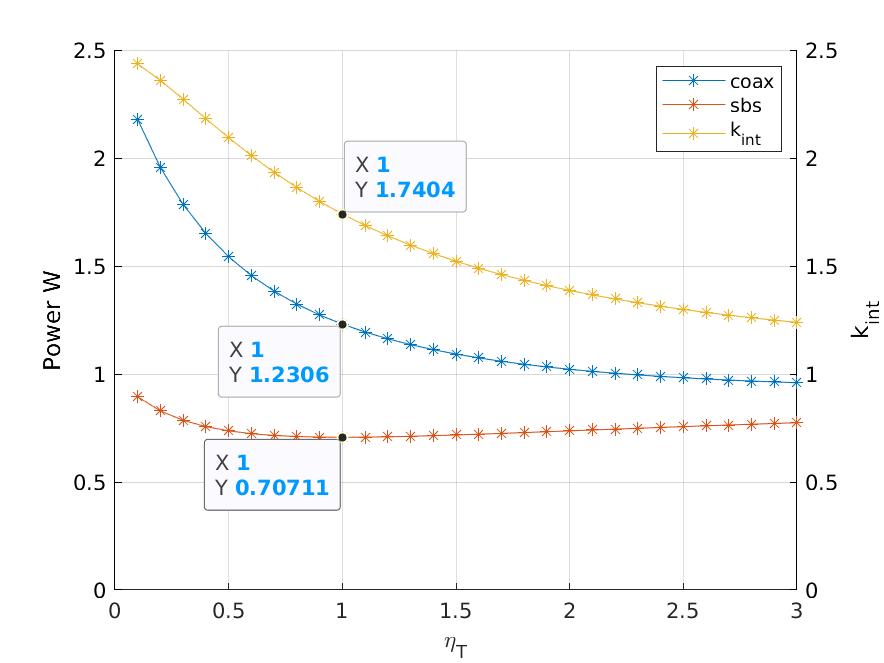 2.5
2
1.5
1
0.5
0
Power W
2.5
2
1.5
1
0.5
0
k_int
coax
sbs
k_int
X 1
Y 1.7404
X 1
Y 1.2306
X 1
Y 0.70711
0 0.5 1 1.5 2 2.5 3
η_T